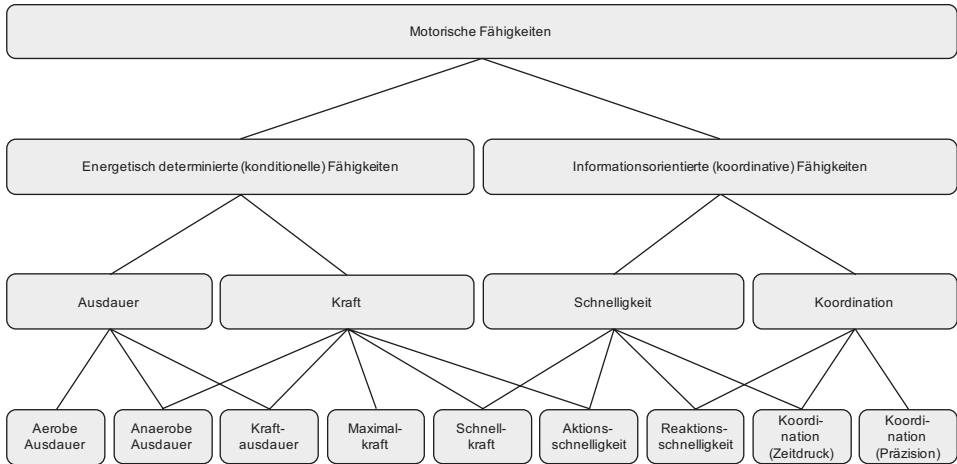 Motorische Fähigkeiten
Energetisch determinierte (konditionelle) Fähigkeiten
Informationsorientierte (koordinative) Fähigkeiten
Ausdauer
Kraft
Schnelligkeit
Koordination
Aerobe
Ausdauer
Anaerobe
Ausdauer
Kraft-
ausdauer
Maximal-
kraft
Schnell-
kraft
Aktions-
schnelligkeit
Reaktions-
schnelligkeit
Koordi-
nation
(Zeitdruck)
Koordi-
nation
(Präzision)